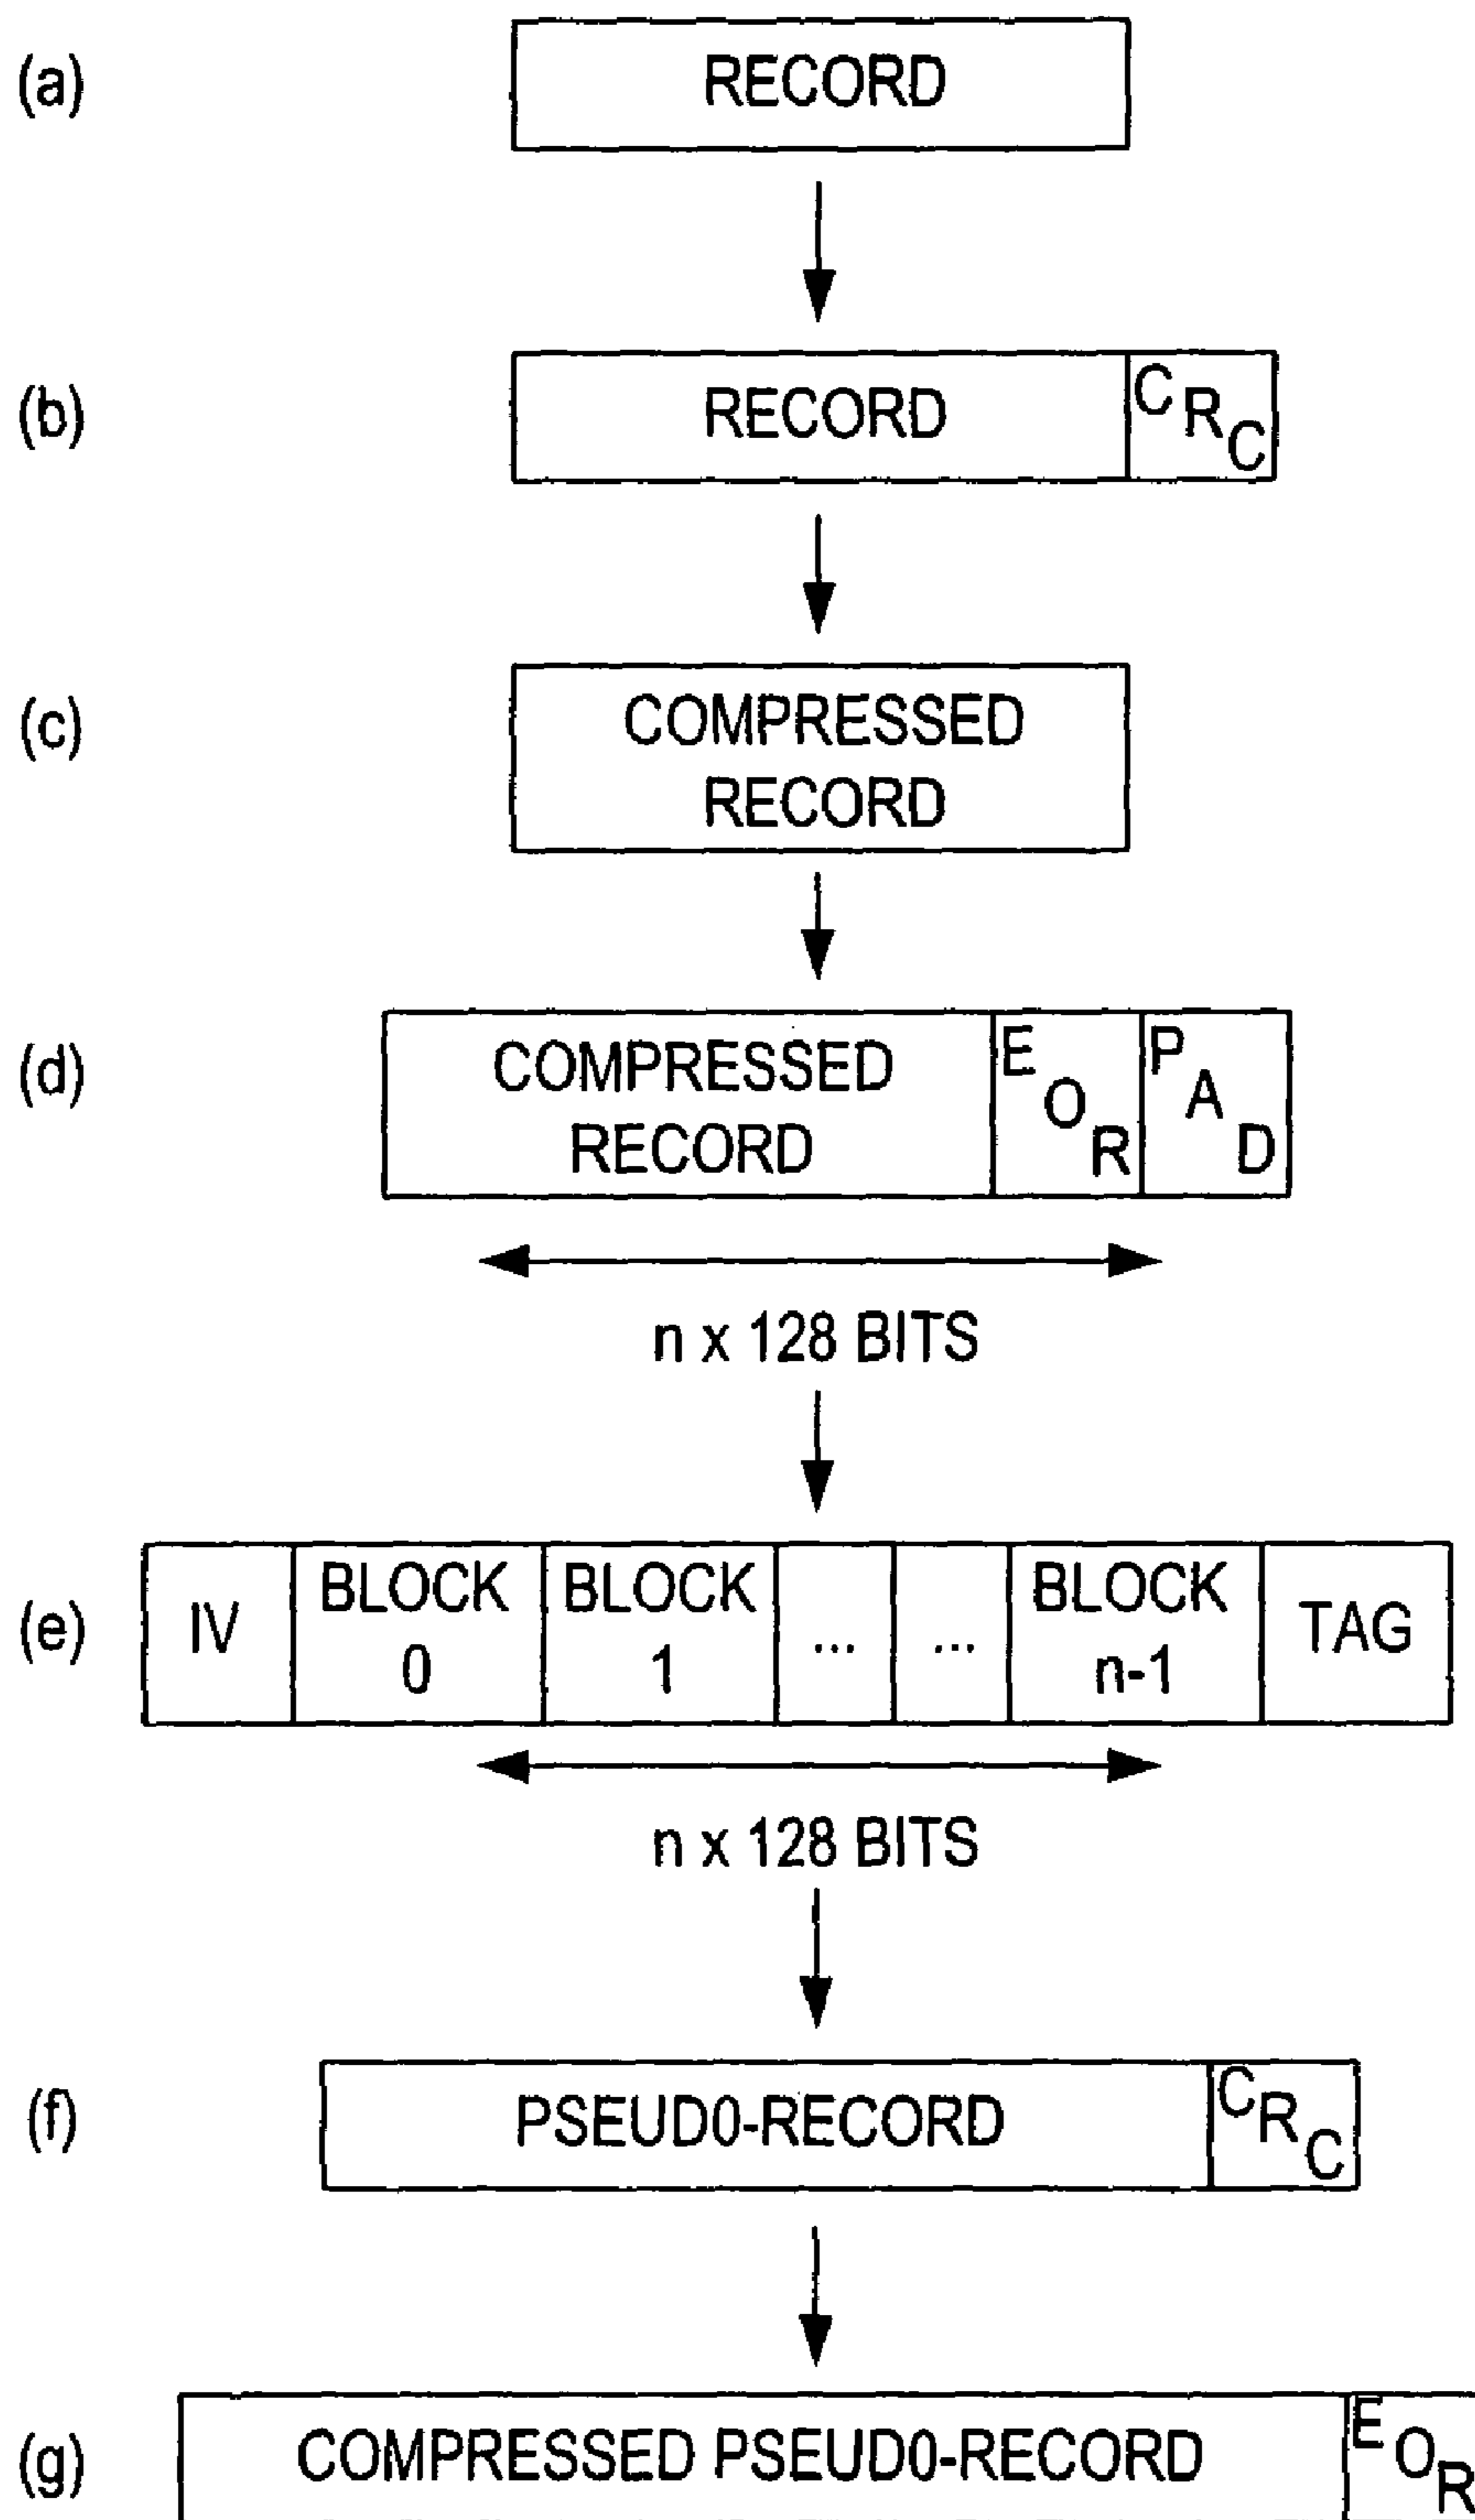 (a) RECORD
(b) RECORD CRC
(c) COMPRESSED
RECORD
(d) COMPRESSED
RECORD
EOR PAD
n x 128 BITS
(e) IV BLOCK 0 BLOCK 1 ... ... BLOCK n-1 TAG
n x 128 BITS
(f) PSEUD0-RECORD CRC
(g) COMPRESSED PSEUD0-RECORD EOR